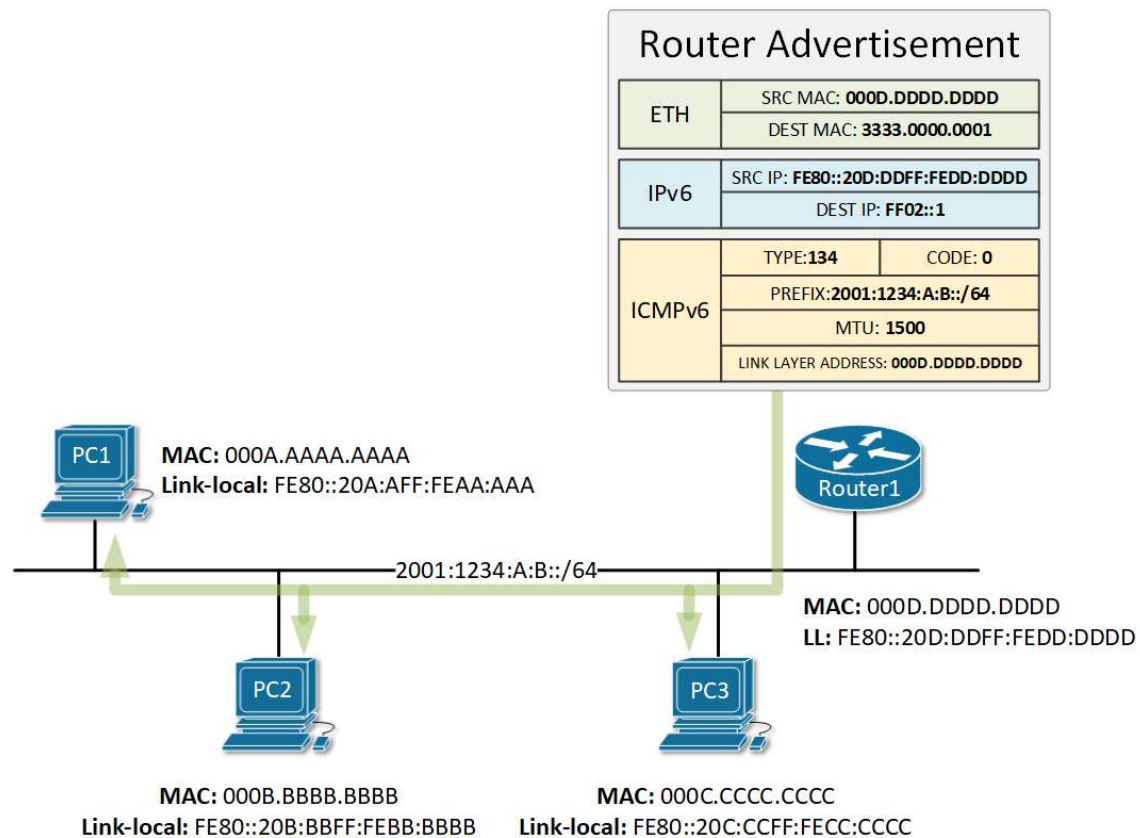 Router Advertisement
ETH
SRC MAC: 000D.DDDD.DDDD
DEST MAC: 3333.0000.0001
IPv6
SRC IP: FE80::20D:DDFF:FEDD:DDDD
DEST IP: FF02::1
ICMPv6
TYPE:134
CODE: 0
PREFIX:2001:1234:A:B::/64
MTU: 1500
LINK LAYER ADDRESS: 000D.DDDD.DDDD
PC1
MAC: 000A.AAAA.AAAA
Link-local: FE80::20A:AFF:FEAA:AAA
Router1
2001:1234:A:B::/64
MAC: 000D.DDDD.DDDD
LL: FE80::20D:DDFF:FEDD:DDDD
PC2
MAC: 000B.BBBB.BBBB
Link-local: FE80::20B:BBFF:FEBB:BBBB
PC3
MAC: 000C.CCCC.CCCC
Link-local: FE80::20C:CCFF:FECC:CCCC